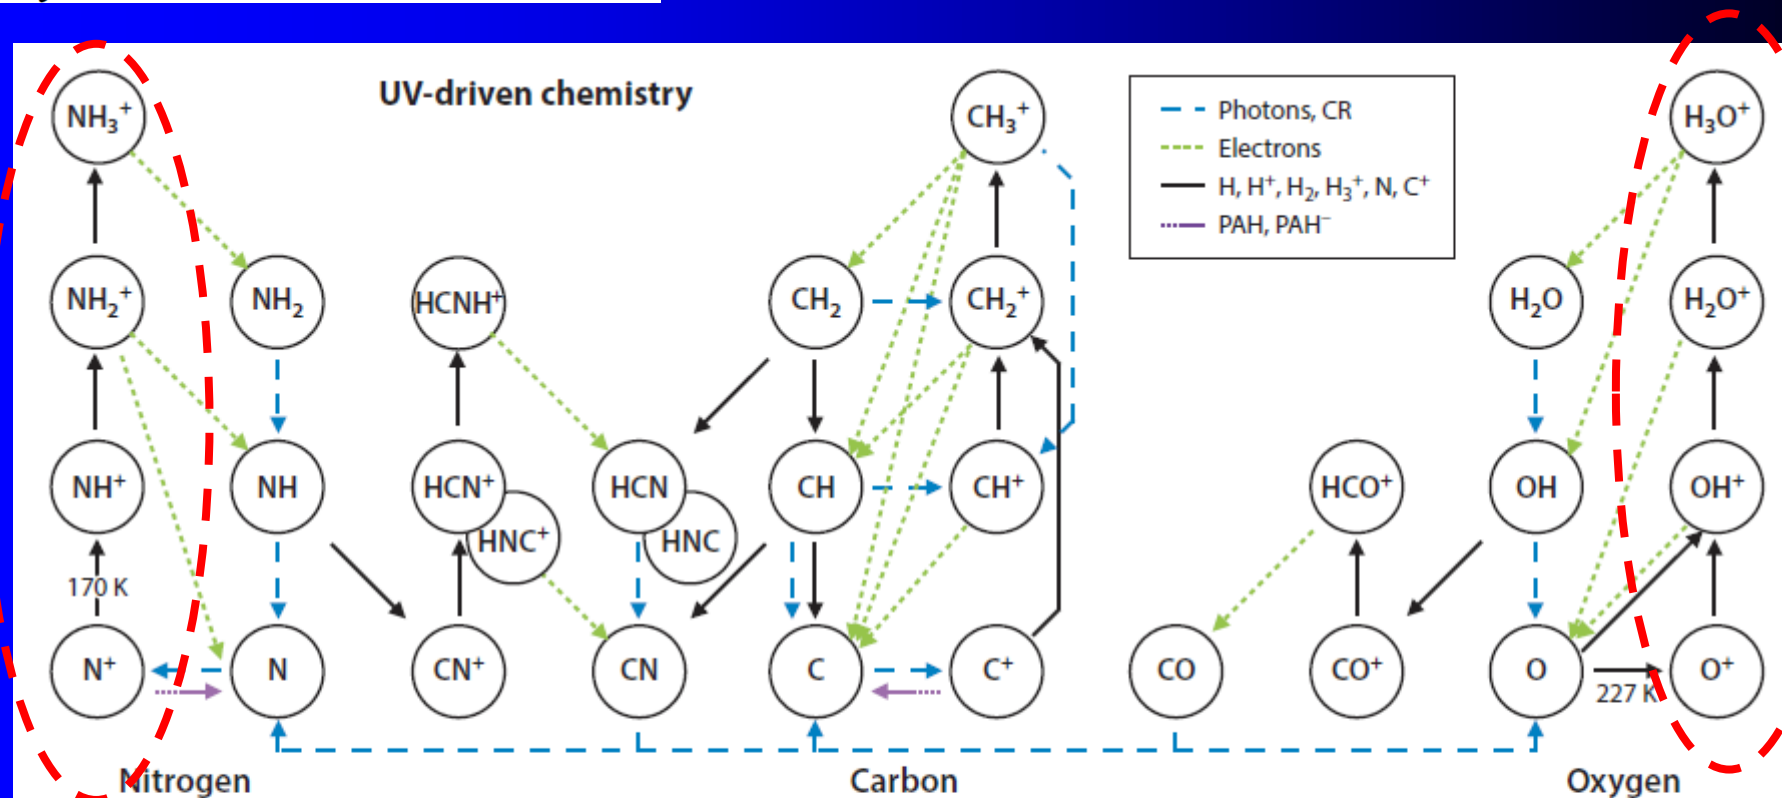 UV-driven chemistry
Photons, CR
Electrons
H, H⁺, H₂, H₃⁺, N, C⁺
PAH, PAH⁻
NH₃⁺
CH₃⁺
H₃O⁺
NH₂⁺
NH₂
HCNH⁺
CH₂
CH₂⁺
H₂O
H₂O⁺
NH⁺
NH
HCN⁺
HNC⁺
HCN
HNC
CH
CH⁺
HCO⁺
OH
OH⁺
170 K
N⁺
N
CN⁺
CN
C
C⁺
CO
CO⁺
O
227 K
O⁺
Nitrogen
Carbon
Oxygen